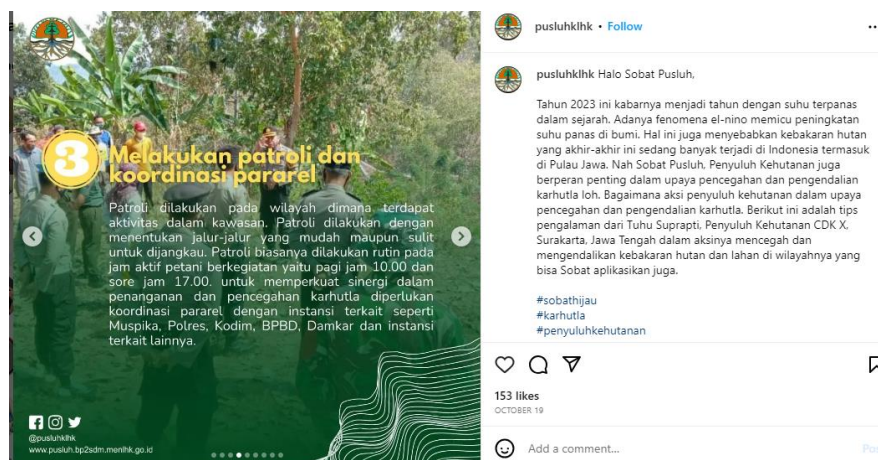 3
Melakukan patroli dan
koordinasi pararel
Patroli dilakukan pada wilayah dimana terdapat
aktivitas dalam kawasan. Patroli dilakukan dengan
menentukan jalur-jalur yang mudah maupun sulit
untuk dijangkau. Patroli biasanya dilakukan rutin pada
jam aktif petani berkegiatan yaitu pagi jam 10.00 dan
sore jam 17.00. untuk memperkuat sinergi dalam
penanganan dan pencegahan karhutla diperlukan
koordinasi pararel dengan instansi terkait seperti
Muspika, Polres, Kodim, BPBD, Damkar dan instansi
terkait lainnya.
@pusluhklhk
www.pusluh.bp2sdm.menlhk.go.id
pusluhklhk • Follow
pusluhklhk Halo Sobat Pusluh,
Tahun 2023 ini kabarnya menjadi tahun dengan suhu terpanas
dalam sejarah. Adanya fenomena el-nino memicu peningkatan
suhu panas di bumi. Hal ini juga menyebabkan kebakaran hutan
yang akhir-akhir ini sedang banyak terjadi di Indonesia termasuk
di Pulau Jawa. Nah Sobat Pusluh, Penyuluh Kehutanan juga
berperan penting dalam upaya pencegahan dan pengendalian
karhutla loh. Bagaimana aksi penyuluh kehutanan dalam upaya
pencegahan dan pengendalian karhutla. Berikut ini adalah tips
pengalaman dari Tuhu Suprapti, Penyuluh Kehutanan CDK X,
Surakarta, Jawa Tengah dalam aksinya mencegah dan
mengendalikan kebakaran hutan dan lahan di wilayahnya yang
bisa Sobat aplikasikan juga.
#sobathijau
#karhutla
#penyuluhkehutanan
153 likes
OCTOBER 19
Add a comment...